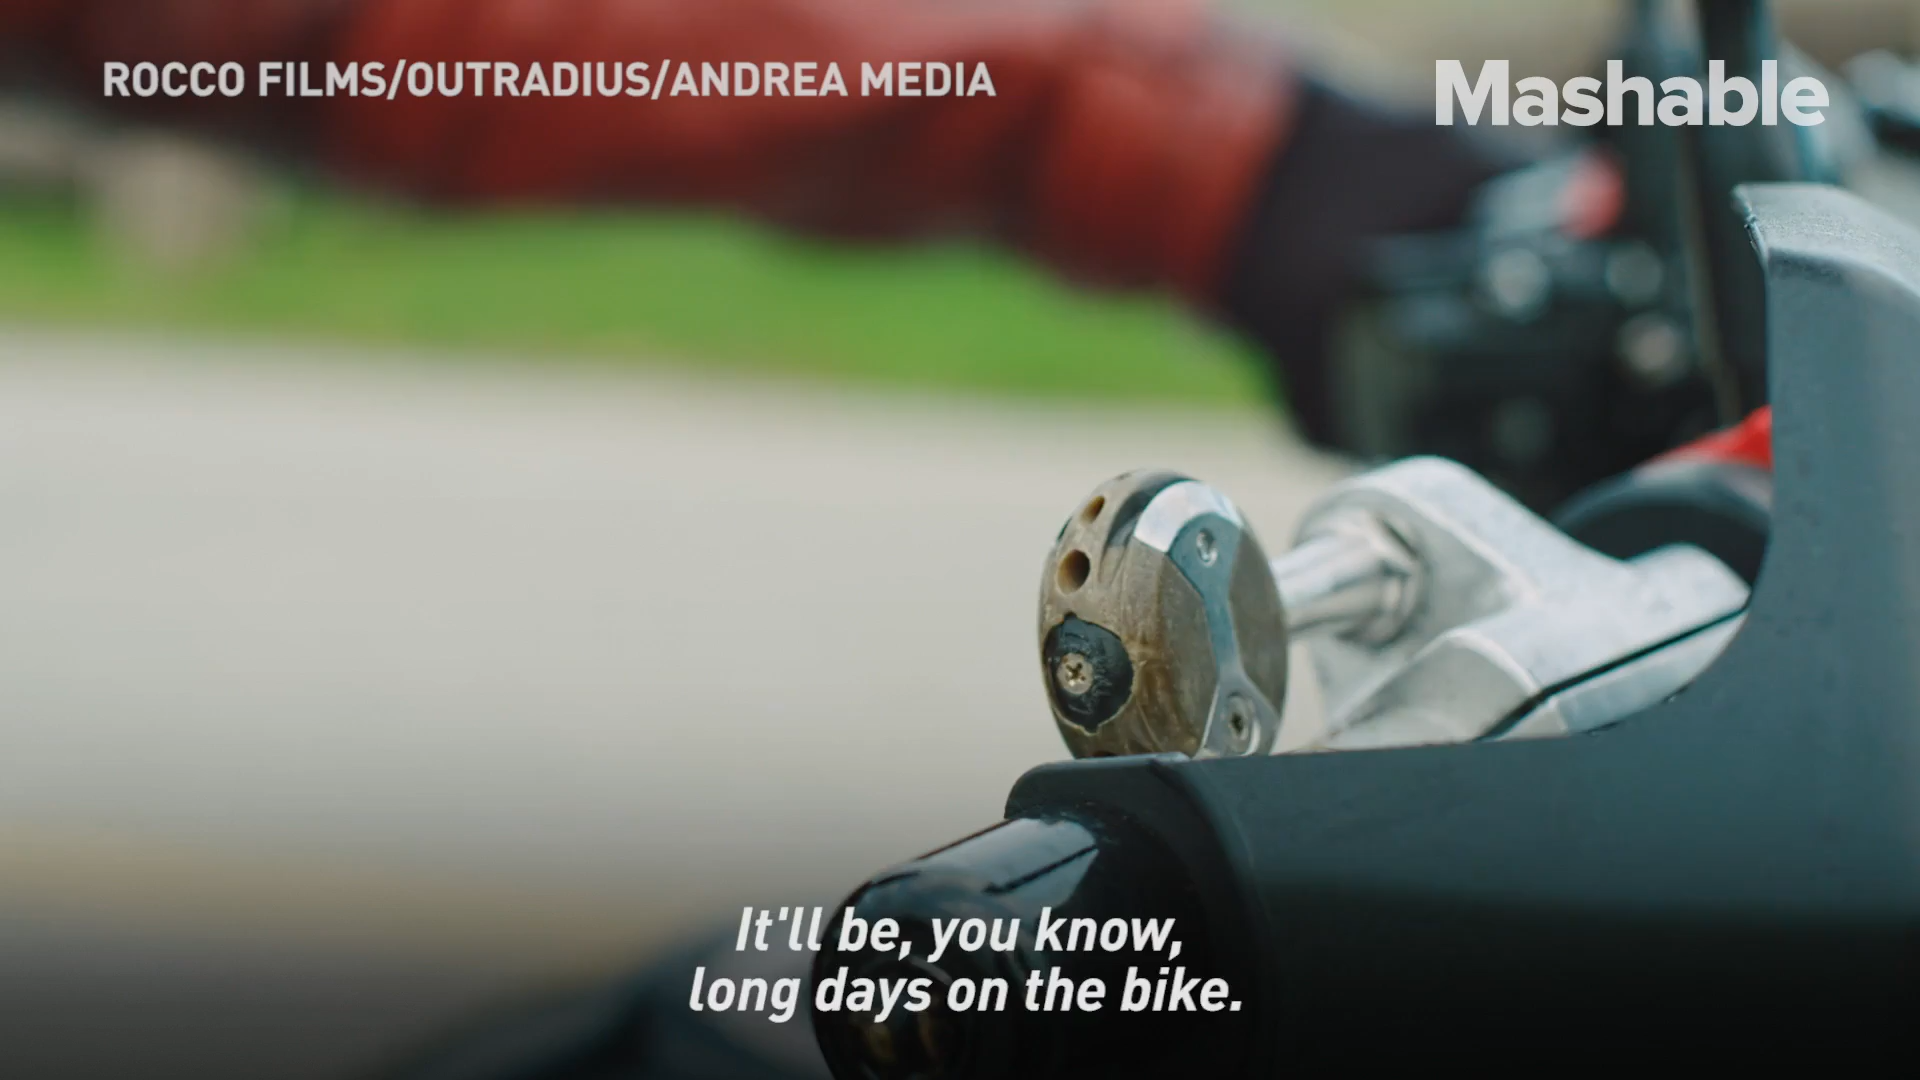 ROCCO FILMS/OUTRADIUS/ANDREA MEDIA
Mashable
It'll be, you know,
long days on the bike.